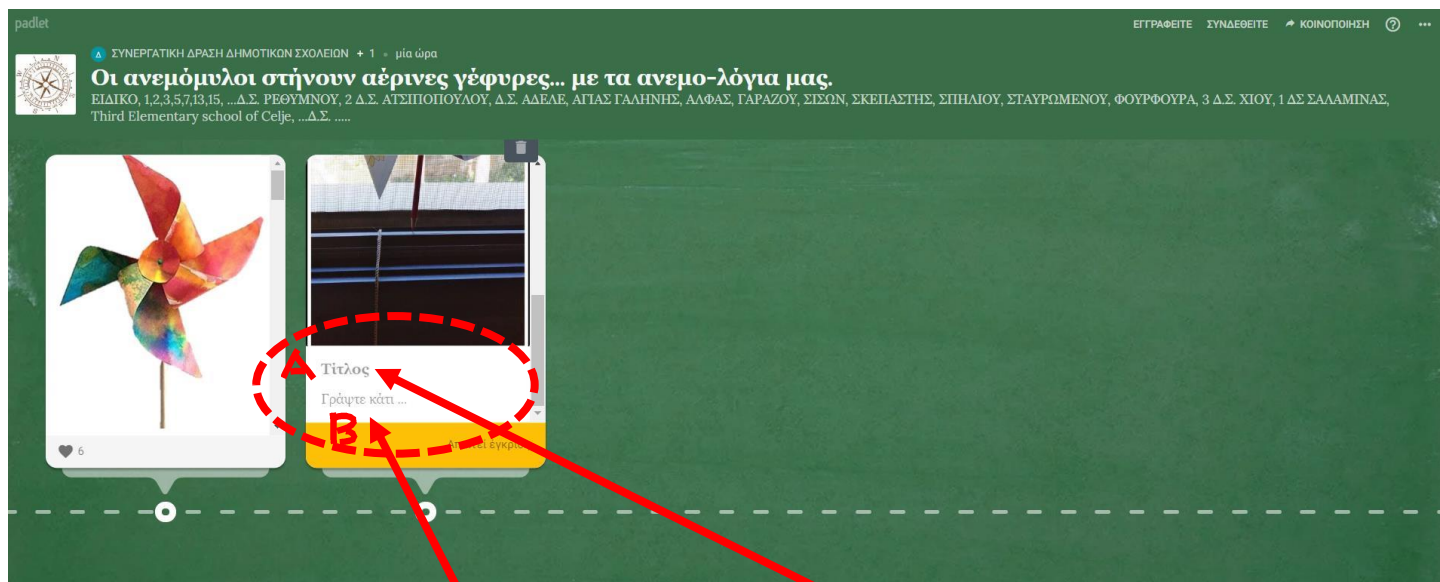 padlet
ΕΓΓΡΑΦΕΙΤΕ ΣΥΝΔΕΘΕΙΤΕ ΚΟΙΝΟΠΟΙΗΣΗ
Δ ΣΥΝΕΡΓΑΤΙΚΗ ΔΡΑΣΗ ΔΗΜΟΤΙΚΩΝ ΣΧΟΛΕΙΩΝ + 1 • μία ώρα
Οι ανεμόμυλοι στήνουν αέρινες γέφυρες... με τα ανεμο-λόγια μας.
ΕΙΔΙΚΟ, 1,2,3,5,7,13,15, ...Δ.Σ. ΡΕΘΥΜΝΟΥ, 2 Δ.Σ. ΑΤΣΙΠΟΠΟΥΛΟΥ, Δ.Σ. ΑΔΕΛΕ, ΑΓΙΑΣ ΓΑΛΗΝΗΣ, ΑΛΦΑΣ, ΓΑΡΑΖΟΥ, ΣΙΣΩΝ, ΣΚΕΠΑΣΤΗΣ, ΣΠΗΛΙΟΥ, ΣΤΑΥΡΩΜΕΝΟΥ, ΦΟΥΡΦΟΥΡΑ, 3 Δ.Σ. ΧΙΟΥ, 1 ΔΣ ΣΑΛΑΜΙΝΑΣ,
Third Elementary school of Celje, ...Δ.Σ. .....
A Τίτλος
Γράψτε κάτι ...
B
6